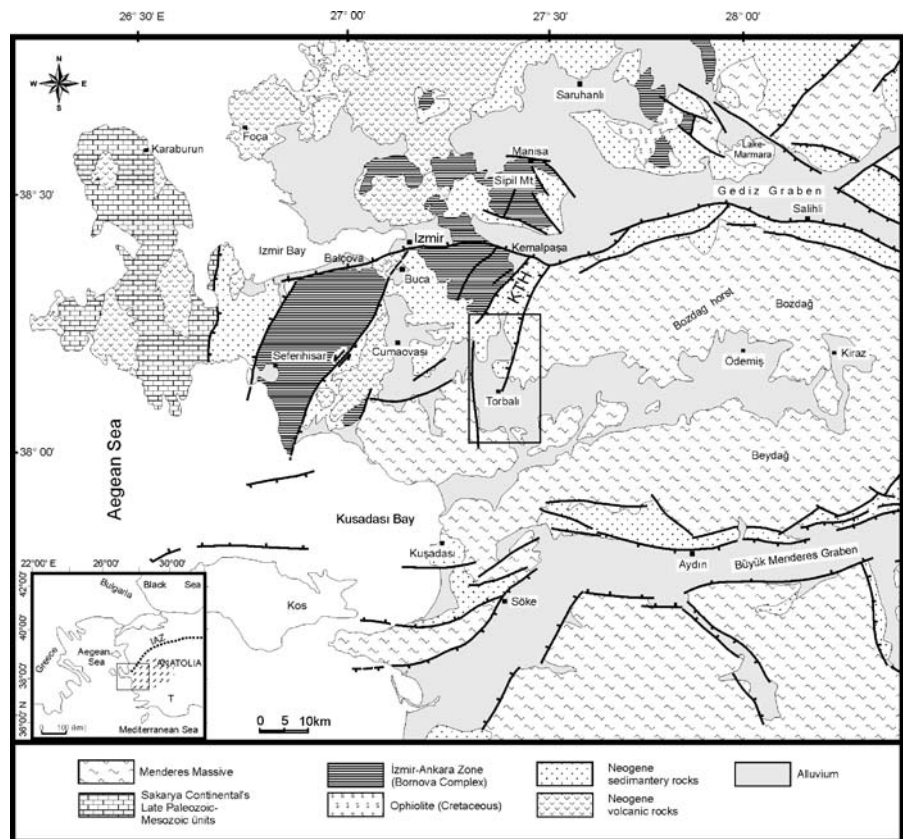 26° 30' E
27° 00'
27° 30'
28° 00'
N
W E
S
Saruhanlı
Foça
Karaburun
Manisa
Lake-
Marmara
38° 30'
Sipil Mt
Gediz Graben
Salihli
Izmir Bay
Izmir
Balçova
Kemalpaşa
Buca
KTH
Bozdağ
Bozdag horst
Seferihisar
Cumaovası
Ödemiş
Kiraz
Torbalı
38° 00'
Aegean Sea
Beydağ
Kusadası Bay
Kuşadası
Aydın
Büyük Menderes Graben
Söke
Kos
22°00' E
26°00'
30°00'
42°00'
40°00'
38°00'
36°00' N
Bulgaria
Black Sea
IAZ
Greece
Aegean
Sea
ANATOLIA
T
0 100 (km)
Mediterranean Sea
0 5 10km
Menderes Massive
Sakarya Continental's
Late Paleozoic-
Mesozoic ünits
İzmir-Ankara Zone
(Bornova Complex)
Ophiolite (Cretaceous)
Neogene
sedimantery rocks
Neogene
volcanic rocks
Alluvium